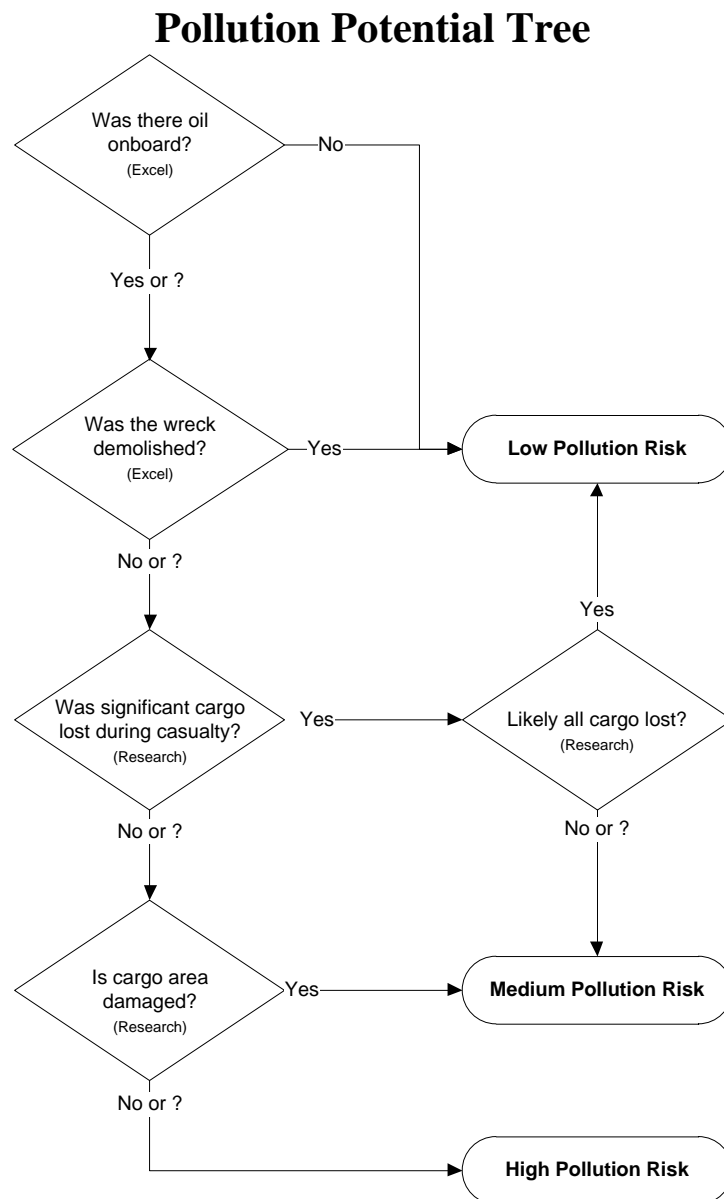 Pollution Potential Tree
Was there oil
onboard?
(Excel)
No
Yes or ?
Was the wreck
demolished?
(Excel)
Yes
Low Pollution Risk
No or ?
Yes
Was significant cargo
lost during casualty?
(Research)
Yes
Likely all cargo lost?
(Research)
No or ?
No or ?
Is cargo area
damaged?
(Research)
Yes
Medium Pollution Risk
No or ?
High Pollution Risk